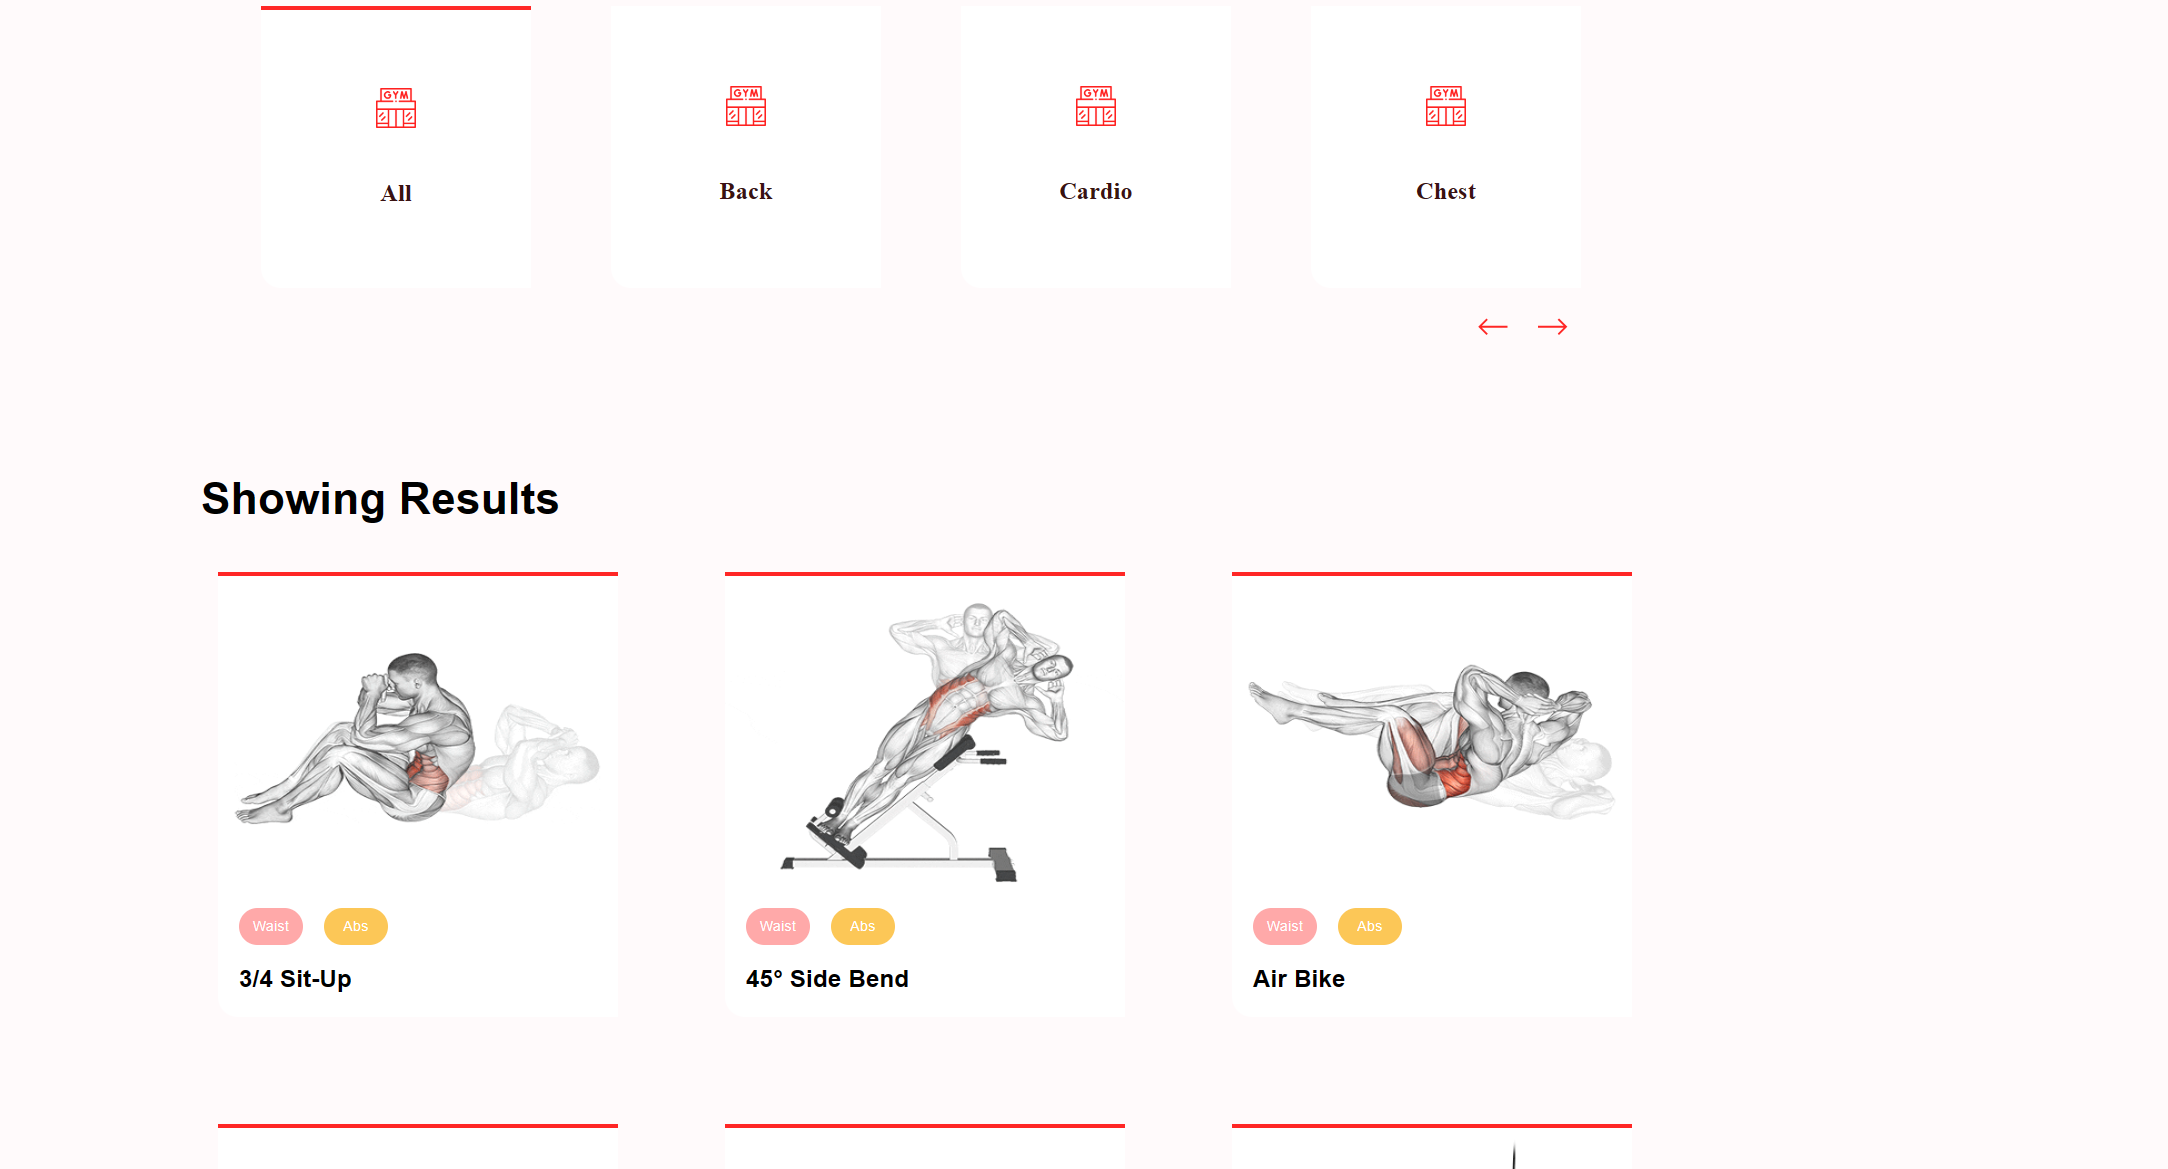 GYM GYM GYM GYM
All Back Cardio Chest
Showing Results
Waist Abs Waist Abs Waist Abs
3/4 Sit-Up 45° Side Bend Air Bike